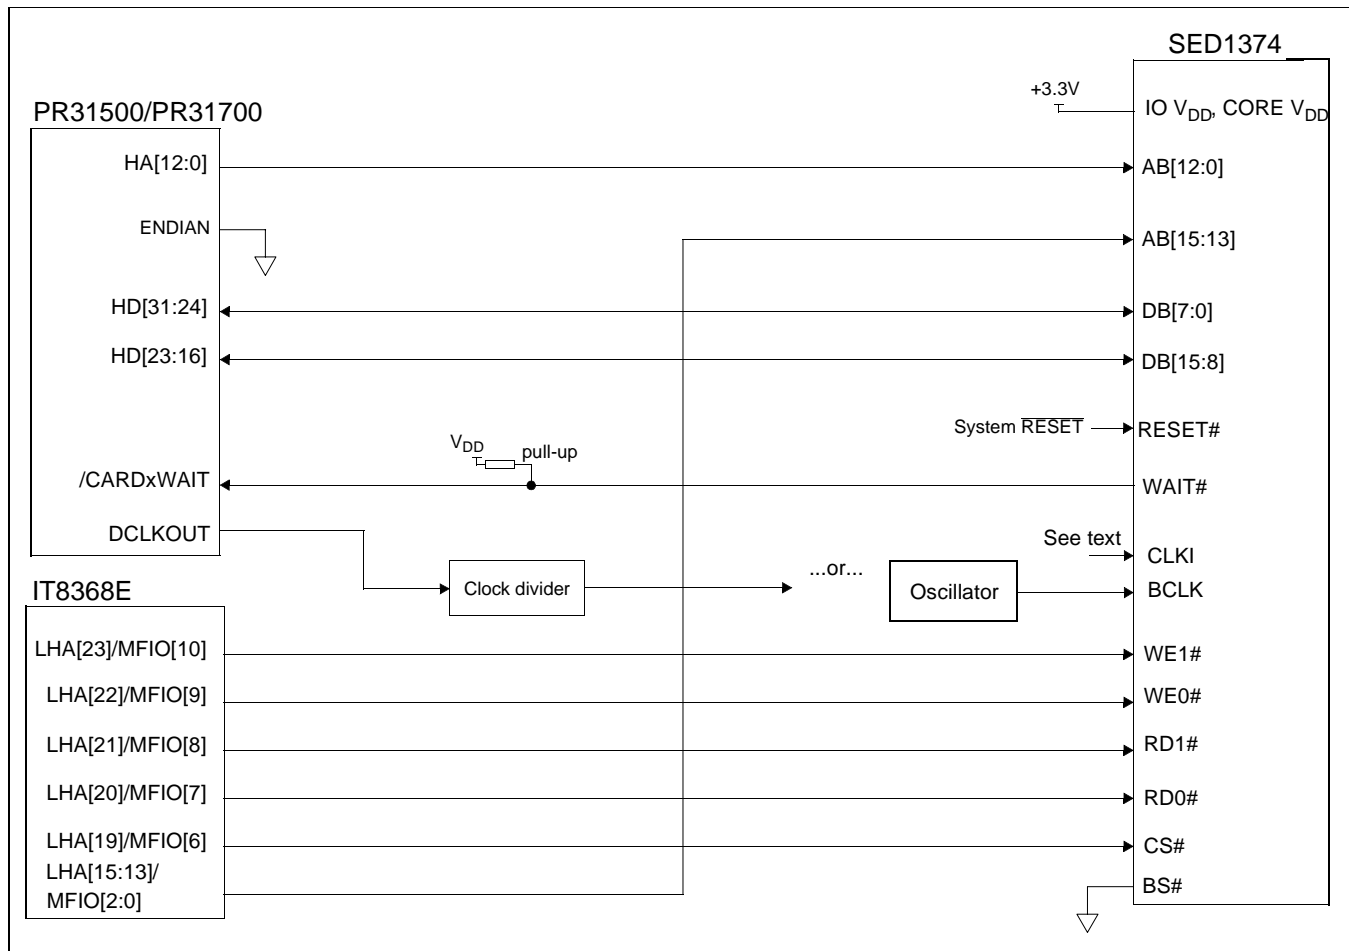 SED1374
+3.3V
PR31500/PR31700
IO VDD, CORE VDD
HA[12:0]
AB[12:0]
ENDIAN
AB[15:13]
HD[31:24]
DB[7:0]
HD[23:16]
DB[15:8]
System RESET
RESET#
VDD
pull-up
/CARDxWAIT
WAIT#
DCLKOUT
See text
CLKI
...or...
IT8368E
Clock divider
Oscillator
BCLK
LHA[23]/MFIO[10]
WE1#
LHA[22]/MFIO[9]
WE0#
LHA[21]/MFIO[8]
RD1#
LHA[20]/MFIO[7]
RD0#
LHA[19]/MFIO[6]
CS#
LHA[15:13]/
MFIO[2:0]
BS#